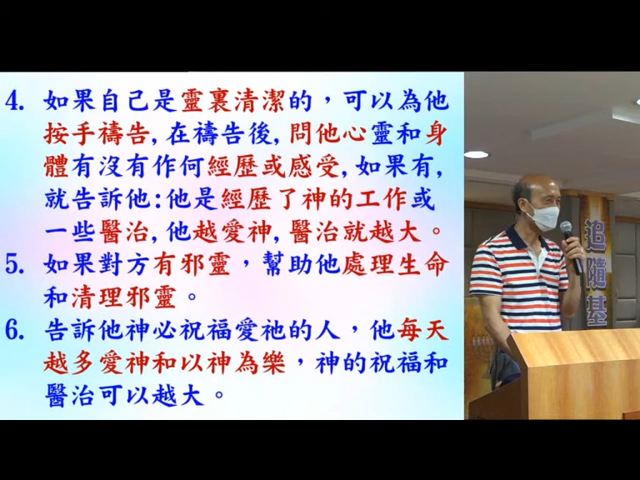 4. 如果自己是靈裏清潔的，可以為他
按手禱告,在禱告後,問他心靈和身
體有沒有作何經歷或感受,如果有,
就告訴他:他是經歷了神的工作或
一些醫治,他越愛神,醫治就越大。
5. 如果對方有邪靈，幫助他處理生命
和清理邪靈。
6. 告訴他神必祝福愛祂的人，他每天
越多愛神和以神為樂，神的祝福和
醫治可以越大。
追隨基